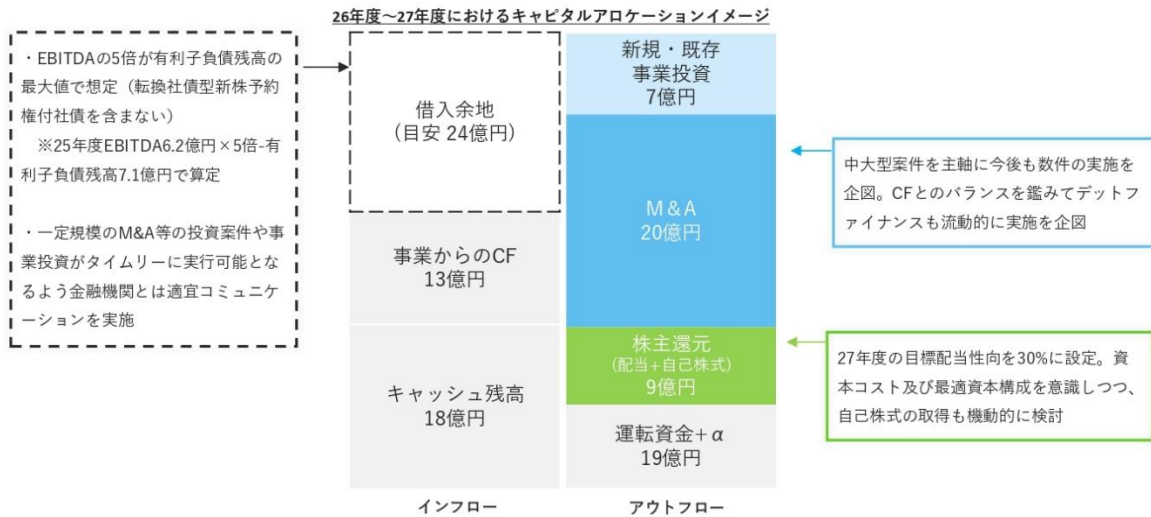 26年度～27年度におけるキャピタルアロケーションイメージ
・EBITDAの5倍が有利子負債残高の
最大値で想定（転換社債型新株予約
権付社債を含まない）
※25年度EBITDA6.2億円×5倍-有
利子負債残高7.1億円で算定
・一定規模のM&A等の投資案件や事
業投資がタイムリーに実行可能とな
るよう金融機関とは適宜コミュニケ
ーションを実施
借入余地
(目安 24億円)
事業からのCF
13億円
キャッシュ残高
18億円
インフロー
新規・既存
事業投資
7億円
M＆A
20億円
株主還元
(配当+自己株式)
9億円
運転資金+α
19億円
アウトフロー
中大型案件を主軸に今後も数件の実施を
企図。CFとのバランスを鑑みてデットフ
ァイナンスも流動的に実施を企図
27年度の目標配当性向を30%に設定。資
本コスト及び最適資本構成を意識しつつ、
自己株式の取得も機動的に検討